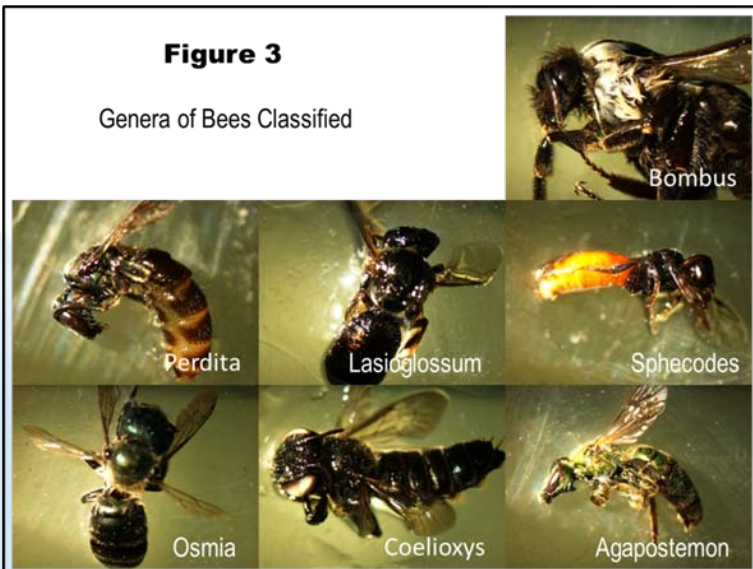 Figure 3
Genera of Bees Classified
Bombus
Perdita
Lasioglossum
Sphecodes
Osmia
Coelioxys
Agapostemon